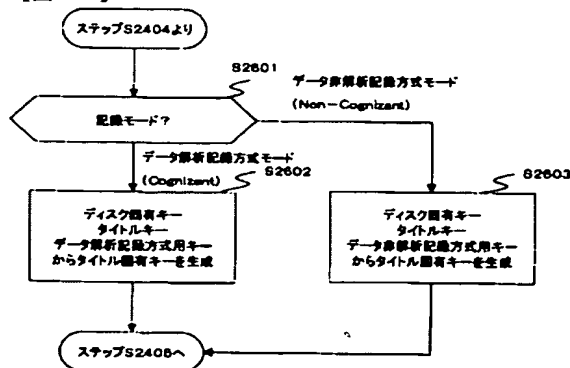 ステップS2404より
S2601
データ非解析記録方式モード
(Non-Cognizant)
記録モード?
データ解析記録方式モード
(Cognizant)
S2602
S2603
ディスク固有キー
タイトルキー
データ解析記録方式用キー
からタイトル固有キーを生成
ディスク固有キー
タイトルキー
データ非解析記録方式用キー
からタイトル固有キーを生成
ステップS2405へ